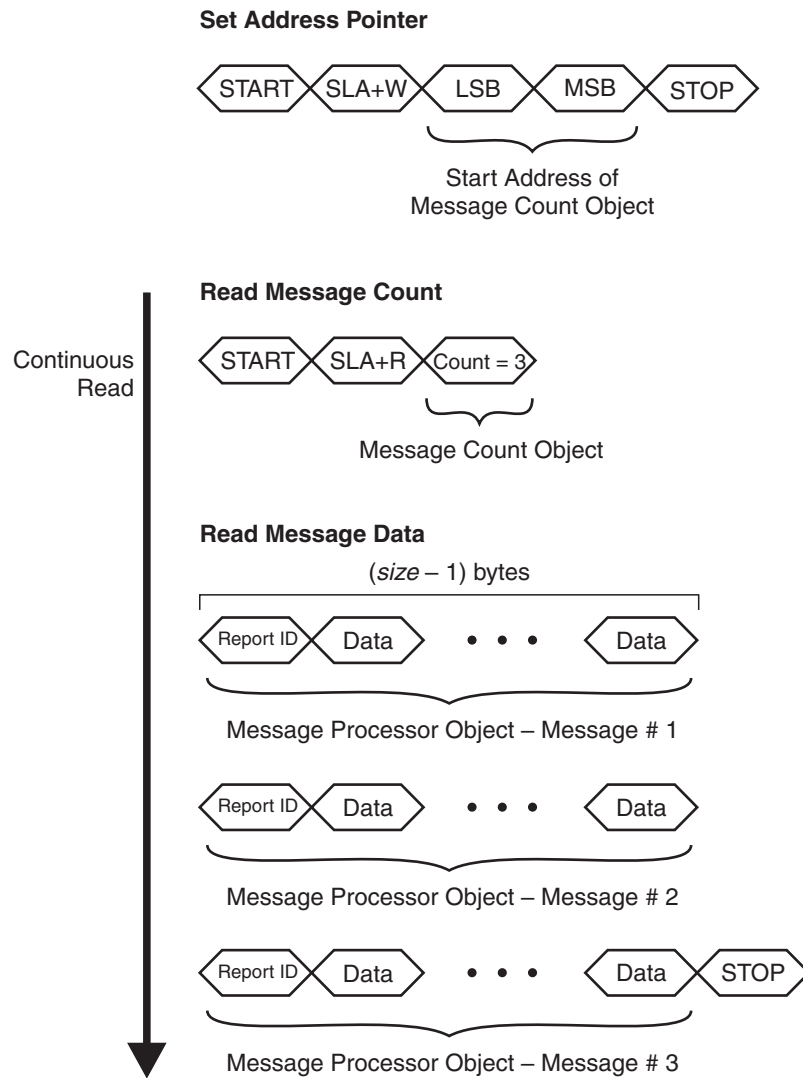 Set Address Pointer
START SLA+W LSB MSB STOP
Start Address of
Message Count Object
Read Message Count
Continuous
Read
START SLA+R Count = 3
Message Count Object
Read Message Data
(size – 1) bytes
Report ID Data • • • Data
Message Processor Object – Message # 1
Report ID Data • • • Data
Message Processor Object – Message # 2
Report ID Data • • • Data STOP
Message Processor Object – Message # 3